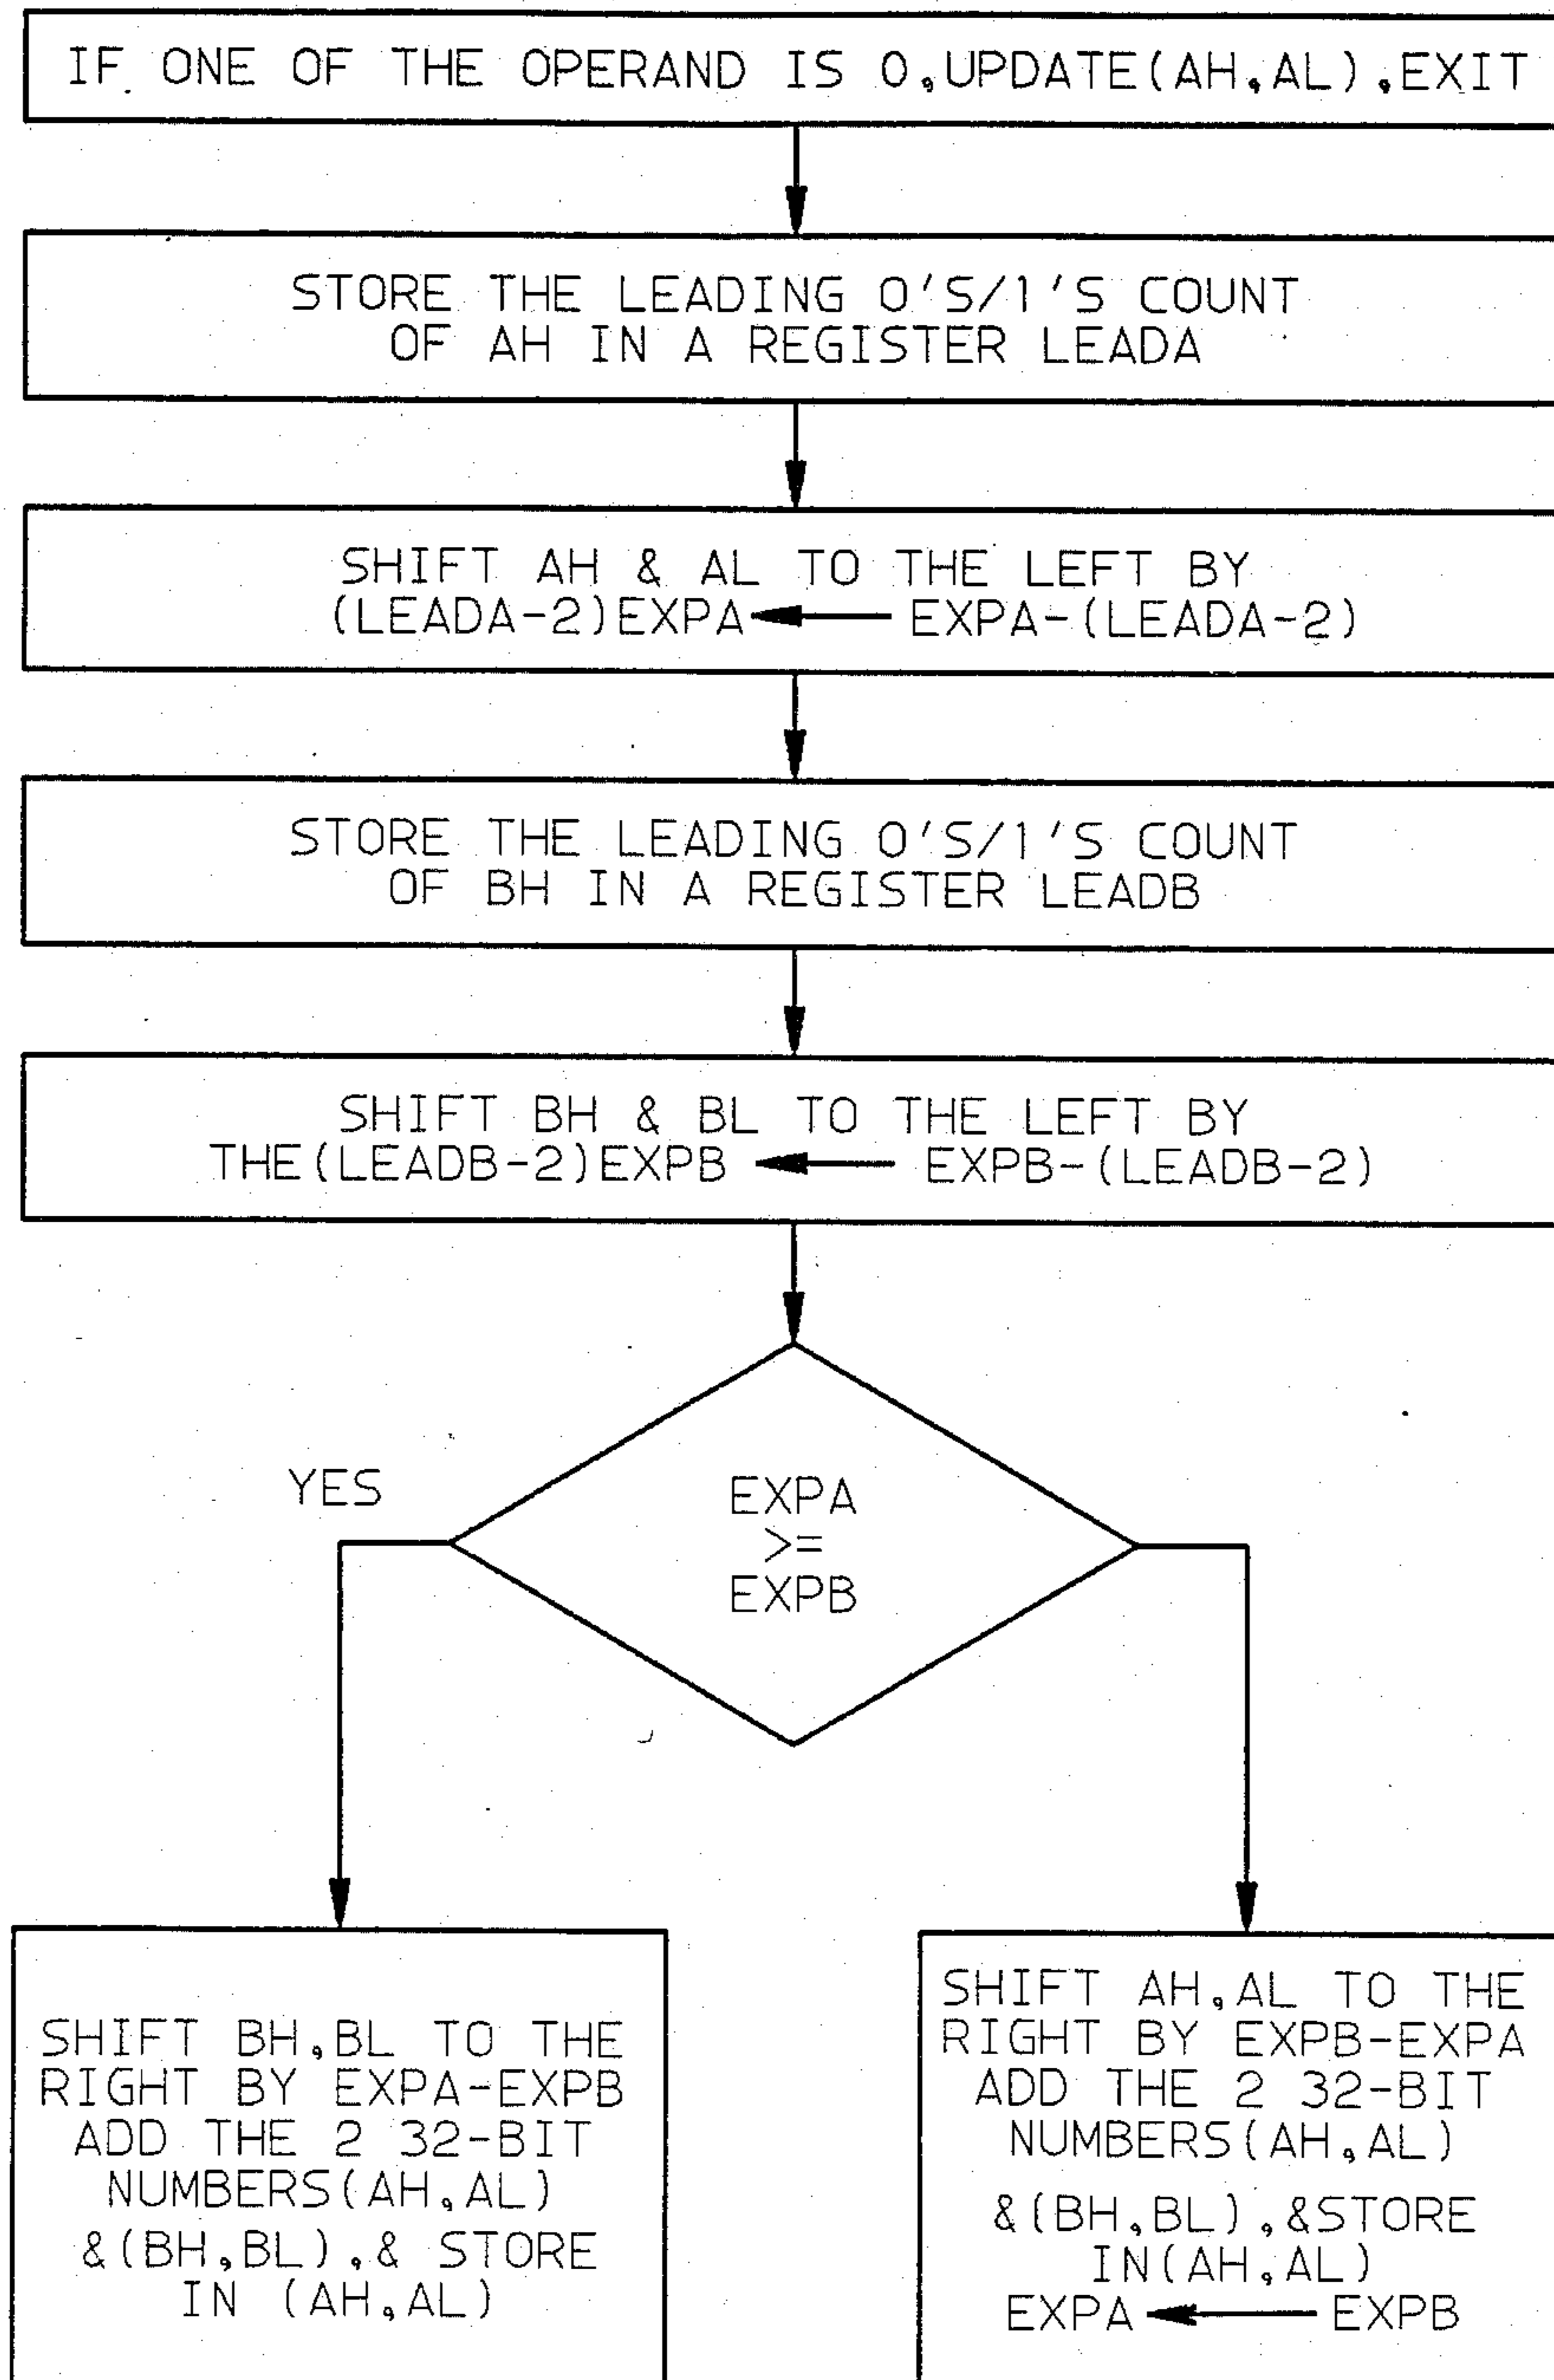 IF ONE OF THE OPERAND IS 0,UPDATE(AH,AL),EXIT
STORE THE LEADING 0'S/1'S COUNT
OF AH IN A REGISTER LEADA
SHIFT AH & AL TO THE LEFT BY
(LEADA-2)EXPA ← EXPA-(LEADA-2)
STORE THE LEADING 0'S/1'S COUNT
OF BH IN A REGISTER LEADB
SHIFT BH & BL TO THE LEFT BY
THE(LEADB-2)EXPB ← EXPB-(LEADB-2)
YES
EXPA
>=
EXPB
SHIFT BH,BL TO THE
RIGHT BY EXPA-EXPB
ADD THE 2 32-BIT
NUMBERS(AH,AL)
&(BH,BL),& STORE
IN (AH,AL)
SHIFT AH,AL TO THE
RIGHT BY EXPB-EXPA
ADD THE 2 32-BIT
NUMBERS(AH,AL)
&(BH,BL),&STORE
IN(AH,AL)
EXPA ← EXPB